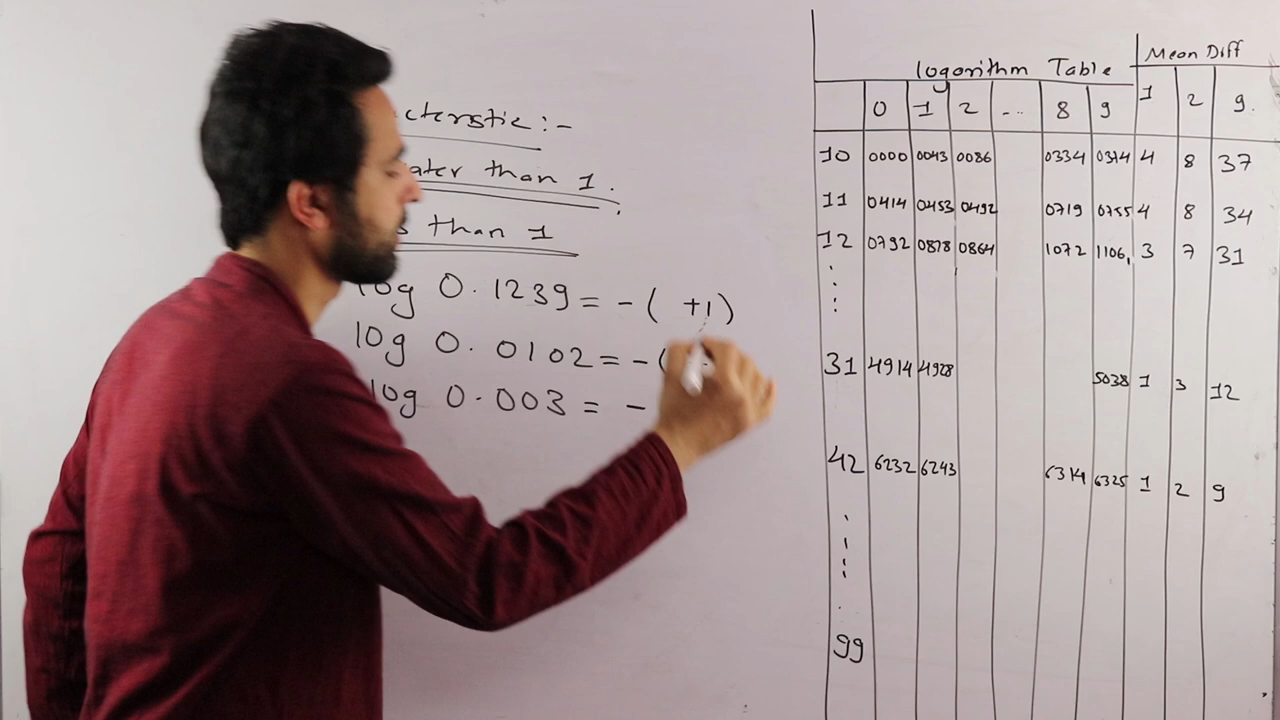 cteristic:-
ater than 1.
s than 1
log 0.1239 = - ( +1)
log 0.0102 = - (
log 0.003 = -
logorithm Table
Mean Diff
0 1 2 ... 8 9 1 2 9.
10 0000 0043 0086 0334 0374 4 8 37
11 0414 0453 0492 0719 0755 4 8 34
12 0792 0878 0864 1072 1106, 3 7 31
31 4914 4928 5038 1 3 12
42 6232 6243 6314 6325 1 2 9
99